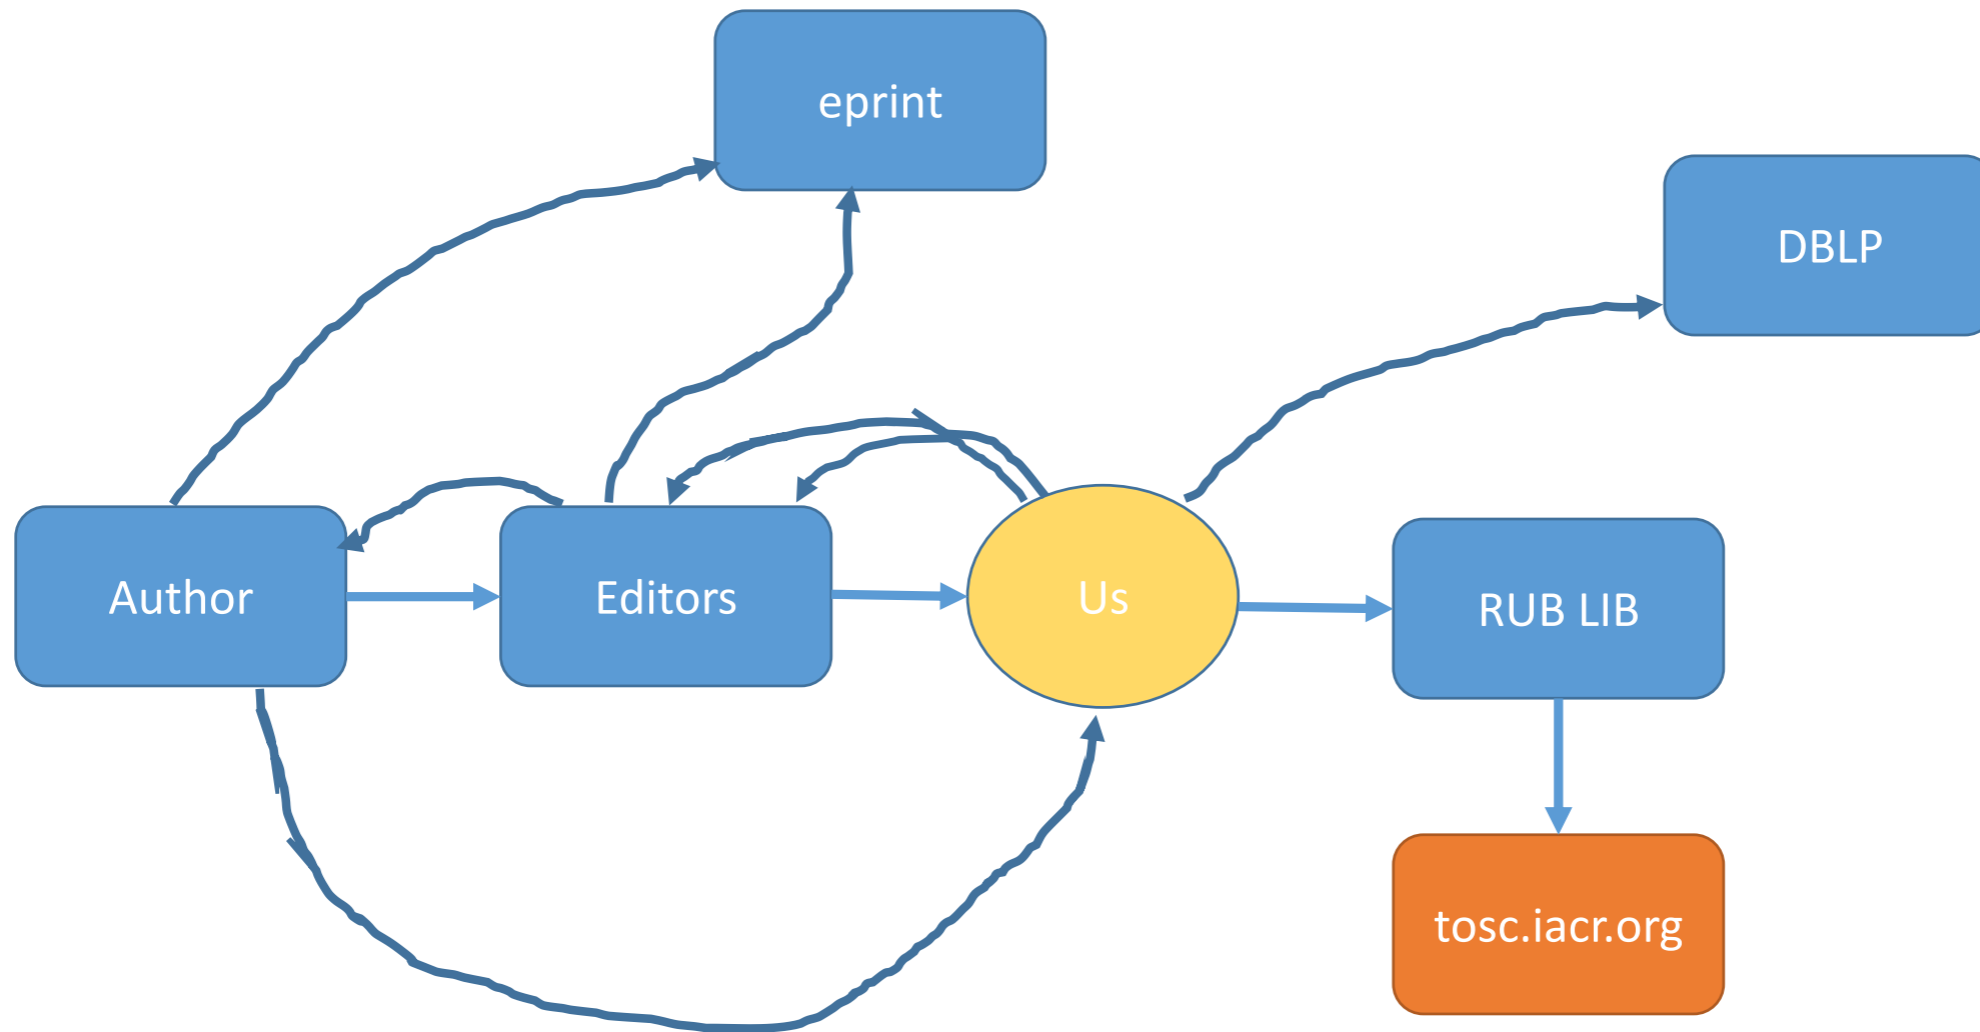 eprint
DBLP
Author
Editors
Us
RUB LIB
tosc.iacr.org